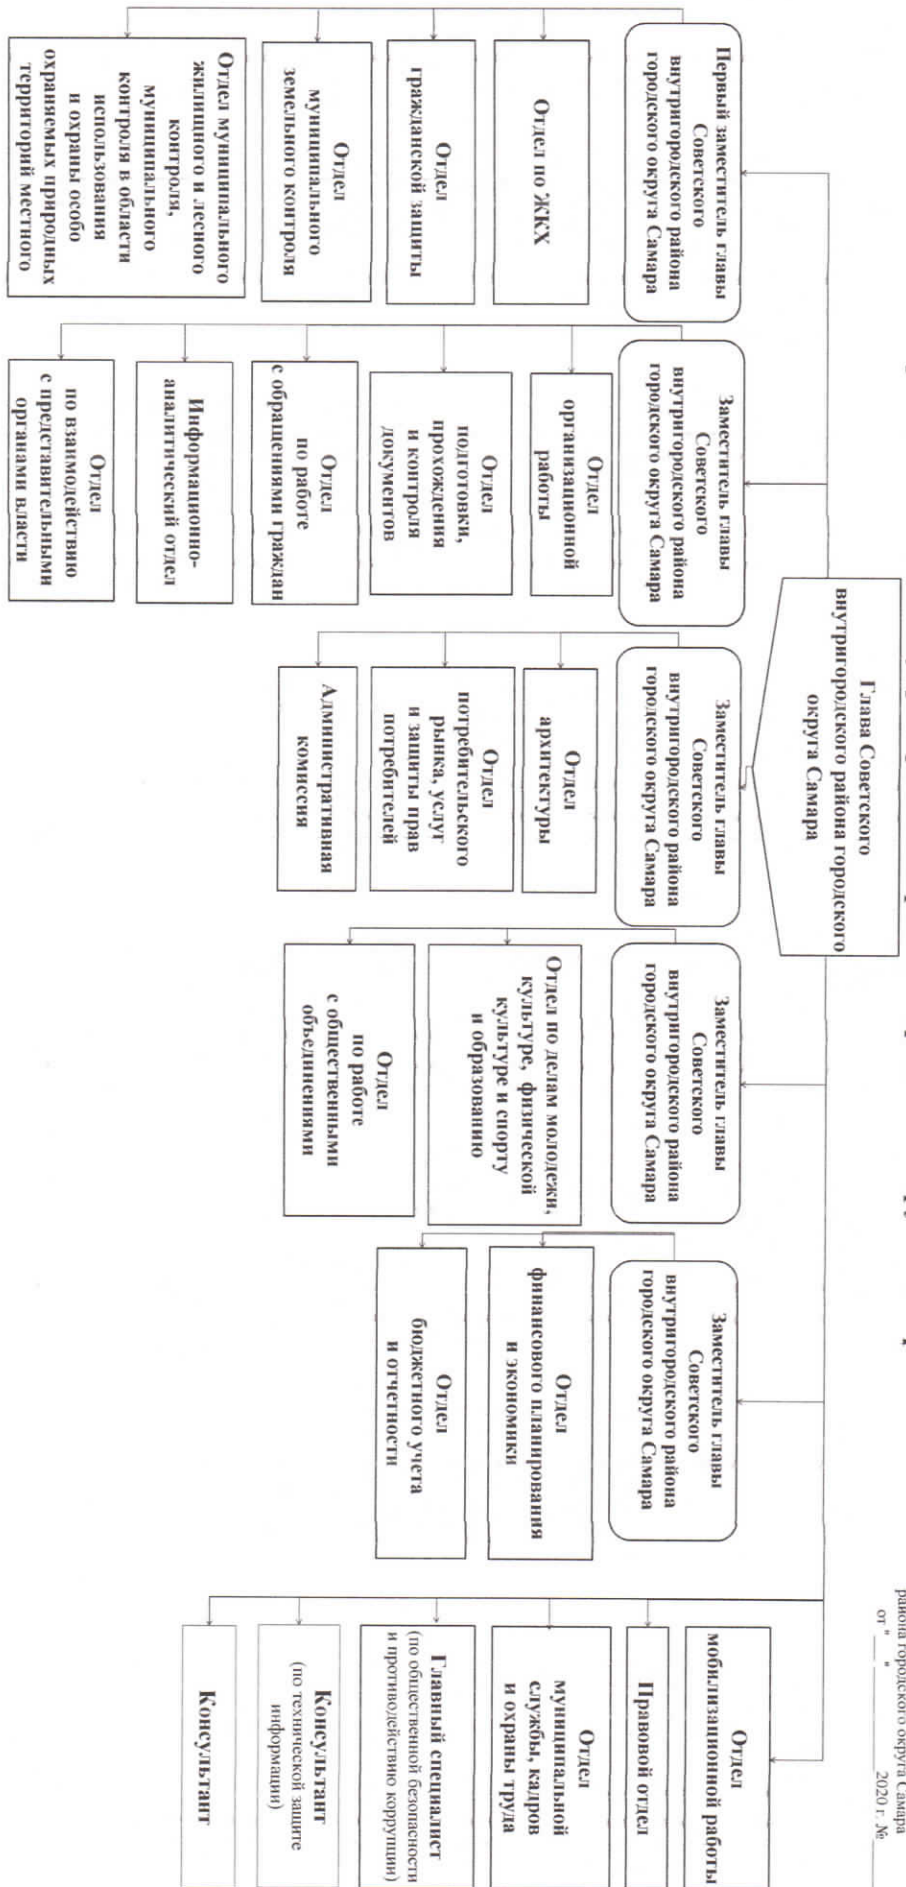 района городского округа Самара
от "___" ________ 2020 г. № ________
Глава Советского
внутригородского района городского
округа Самара
Первый заместитель главы
Советского
внутригородского района
городского округа Самара
Отдел по ЖКХ
Отдел
гражданской защиты
Отдел
муниципального
земельного контроля
Отдел муниципального
жилищного и лесного
контроля,
муниципального
контроля в области
использования
и охраны особо
охраняемых природных
территорий местного
Заместитель главы
Советского
внутригородского района
городского округа Самара
Отдел
организационной
работы
Отдел
подготовки,
прохождения
и контроля
документов
Отдел
по работе
с обращениями граждан
Информационно-
аналитический отдел
Отдел
по взаимодействию
с представительными
органами власти
Заместитель главы
Советского
внутригородского района
городского округа Самара
Отдел
архитектуры
Отдел
потребительского
рынка, услуг
и защиты прав
потребителей
Административная
комиссия
Заместитель главы
Советского
внутригородского района
городского округа Самара
Отдел по делам молодежи,
культуре, физической
культуре и спорту
и образованию
Отдел
по работе
с общественными
объединениями
Заместитель главы
Советского
внутригородского района
городского округа Самара
Отдел
финансового планирования
и экономики
Отдел
бюджетного учета
и отчетности
Отдел
мобилизационной работы
Правовой отдел
Отдел
муниципальной
службы, кадров
и охраны труда
Главный специалист
(по общественной безопасности
и противодействию коррупции)
Консультант
(по технической защите
информации)
Консультант